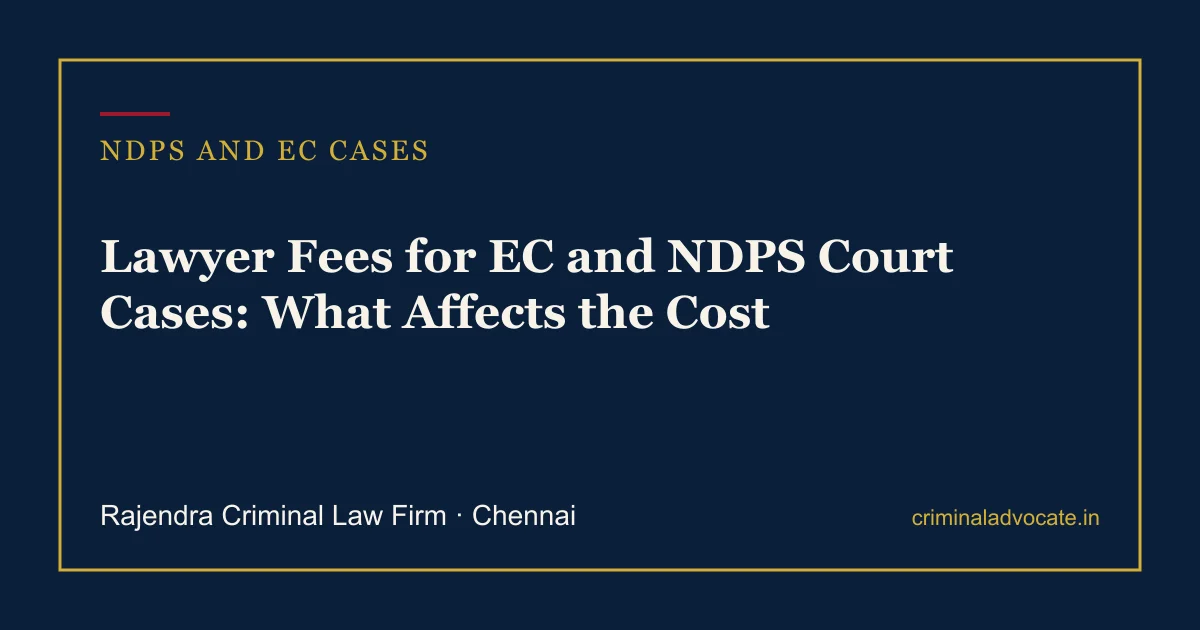 NDPS AND EC CASES
Lawyer Fees for EC and NDPS Court
Cases: What Affects the Cost
Rajendra Criminal Law Firm · Chennai
criminaladvocate.in